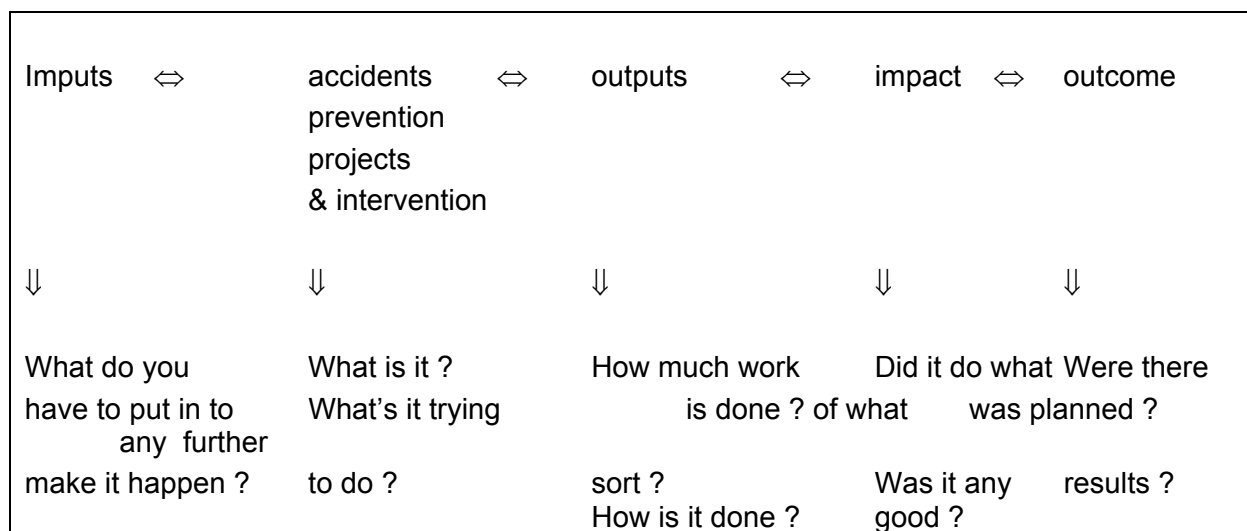 Imputs ⇔ accidents ⇔ outputs ⇔ impact ⇔ outcome
prevention
projects
& intervention
⇓ ⇓ ⇓ ⇓ ⇓
What do you What is it ? How much work Did it do what Were there
have to put in to What's it trying is done ? of what was planned ?
any further
make it happen ? to do ? sort ? Was it any results ?
How is it done ? good ?